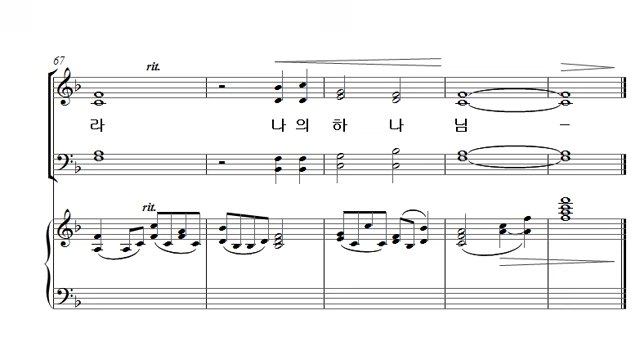 67
rit.
라 나 의 하 나 님 –
rit.